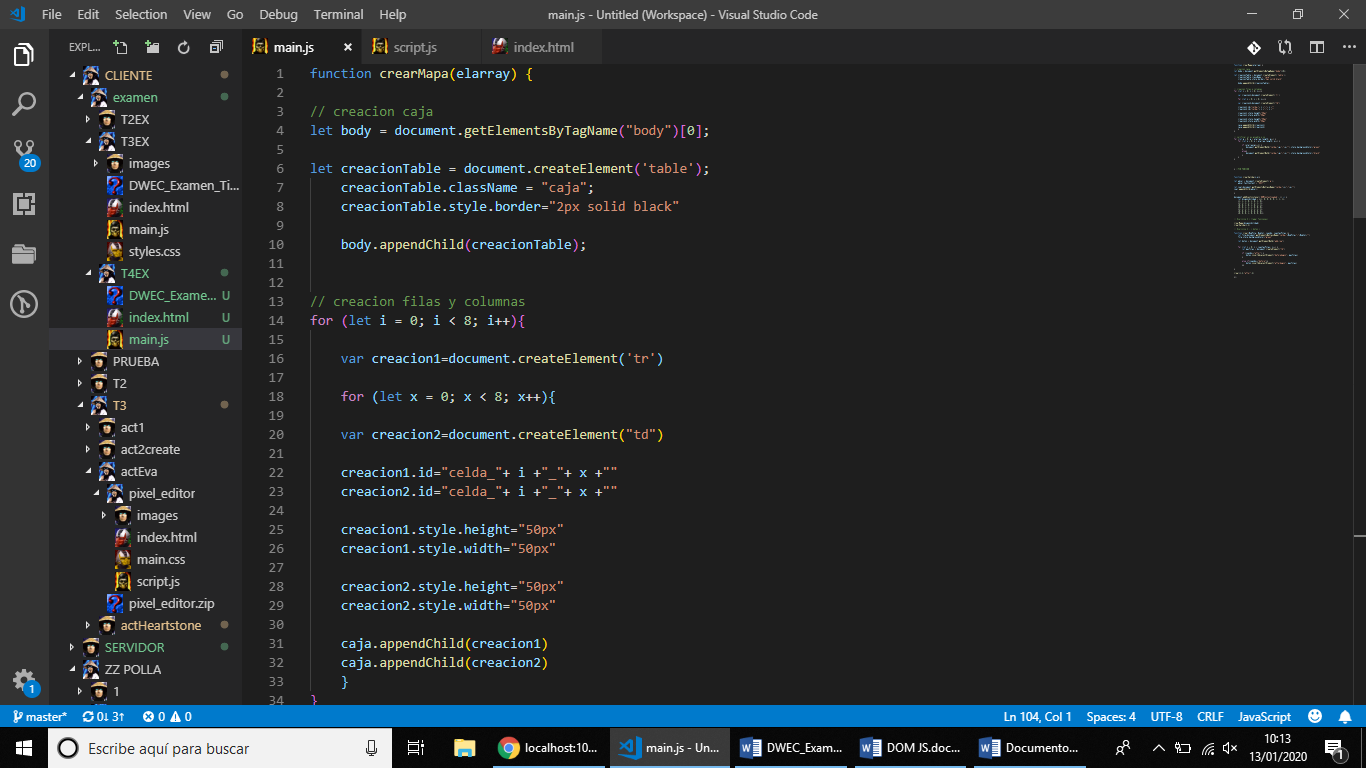 File Edit Selection View Go Debug Terminal Help
main.js - Untitled (Workspace) - Visual Studio Code
EXPL...
main.js
script.js
index.html
CLIENTE
examen
T2EX
T3EX
images
DWEC_Examen_Ti...
index.html
main.js
styles.css
T4EX
DWEC_Exame... U
index.html U
main.js U
PRUEBA
T2
T3
act1
act2create
actEva
pixel_editor
images
index.html
main.css
script.js
pixel_editor.zip
actHeartstone
SERVIDOR
ZZ POLLA
1
20
1
1 function crearMapa(elarray) {
2
3 // creacion caja
4 let body = document.getElementsByTagName("body")[0];
5
6 let creacionTable = document.createElement('table');
7 creacionTable.className = "caja";
8 creacionTable.style.border="2px solid black"
9
10 body.appendChild(creacionTable);
11
12
13 // creacion filas y columnas
14 for (let i = 0; i < 8; i++){
15
16 var creacion1=document.createElement('tr')
17
18 for (let x = 0; x < 8; x++){
19
20 var creacion2=document.createElement("td")
21
22 creacion1.id="celda_"+ i +"_"+ x +""
23 creacion2.id="celda_"+ i +"_"+ x +""
24
25 creacion1.style.height="50px"
26 creacion1.style.width="50px"
27
28 creacion2.style.height="50px"
29 creacion2.style.width="50px"
30
31 caja.appendChild(creacion1)
32 caja.appendChild(creacion2)
33 }
34 }
master* 0↓ 3↑ 0 0
Ln 104, Col 1 Spaces: 4 UTF-8 CRLF JavaScript
Escribe aquí para buscar
localhost:10...
main.js - Un...
DWEC_Exam...
DOM JS.doc...
Documento...
10:13
13/01/2020
1